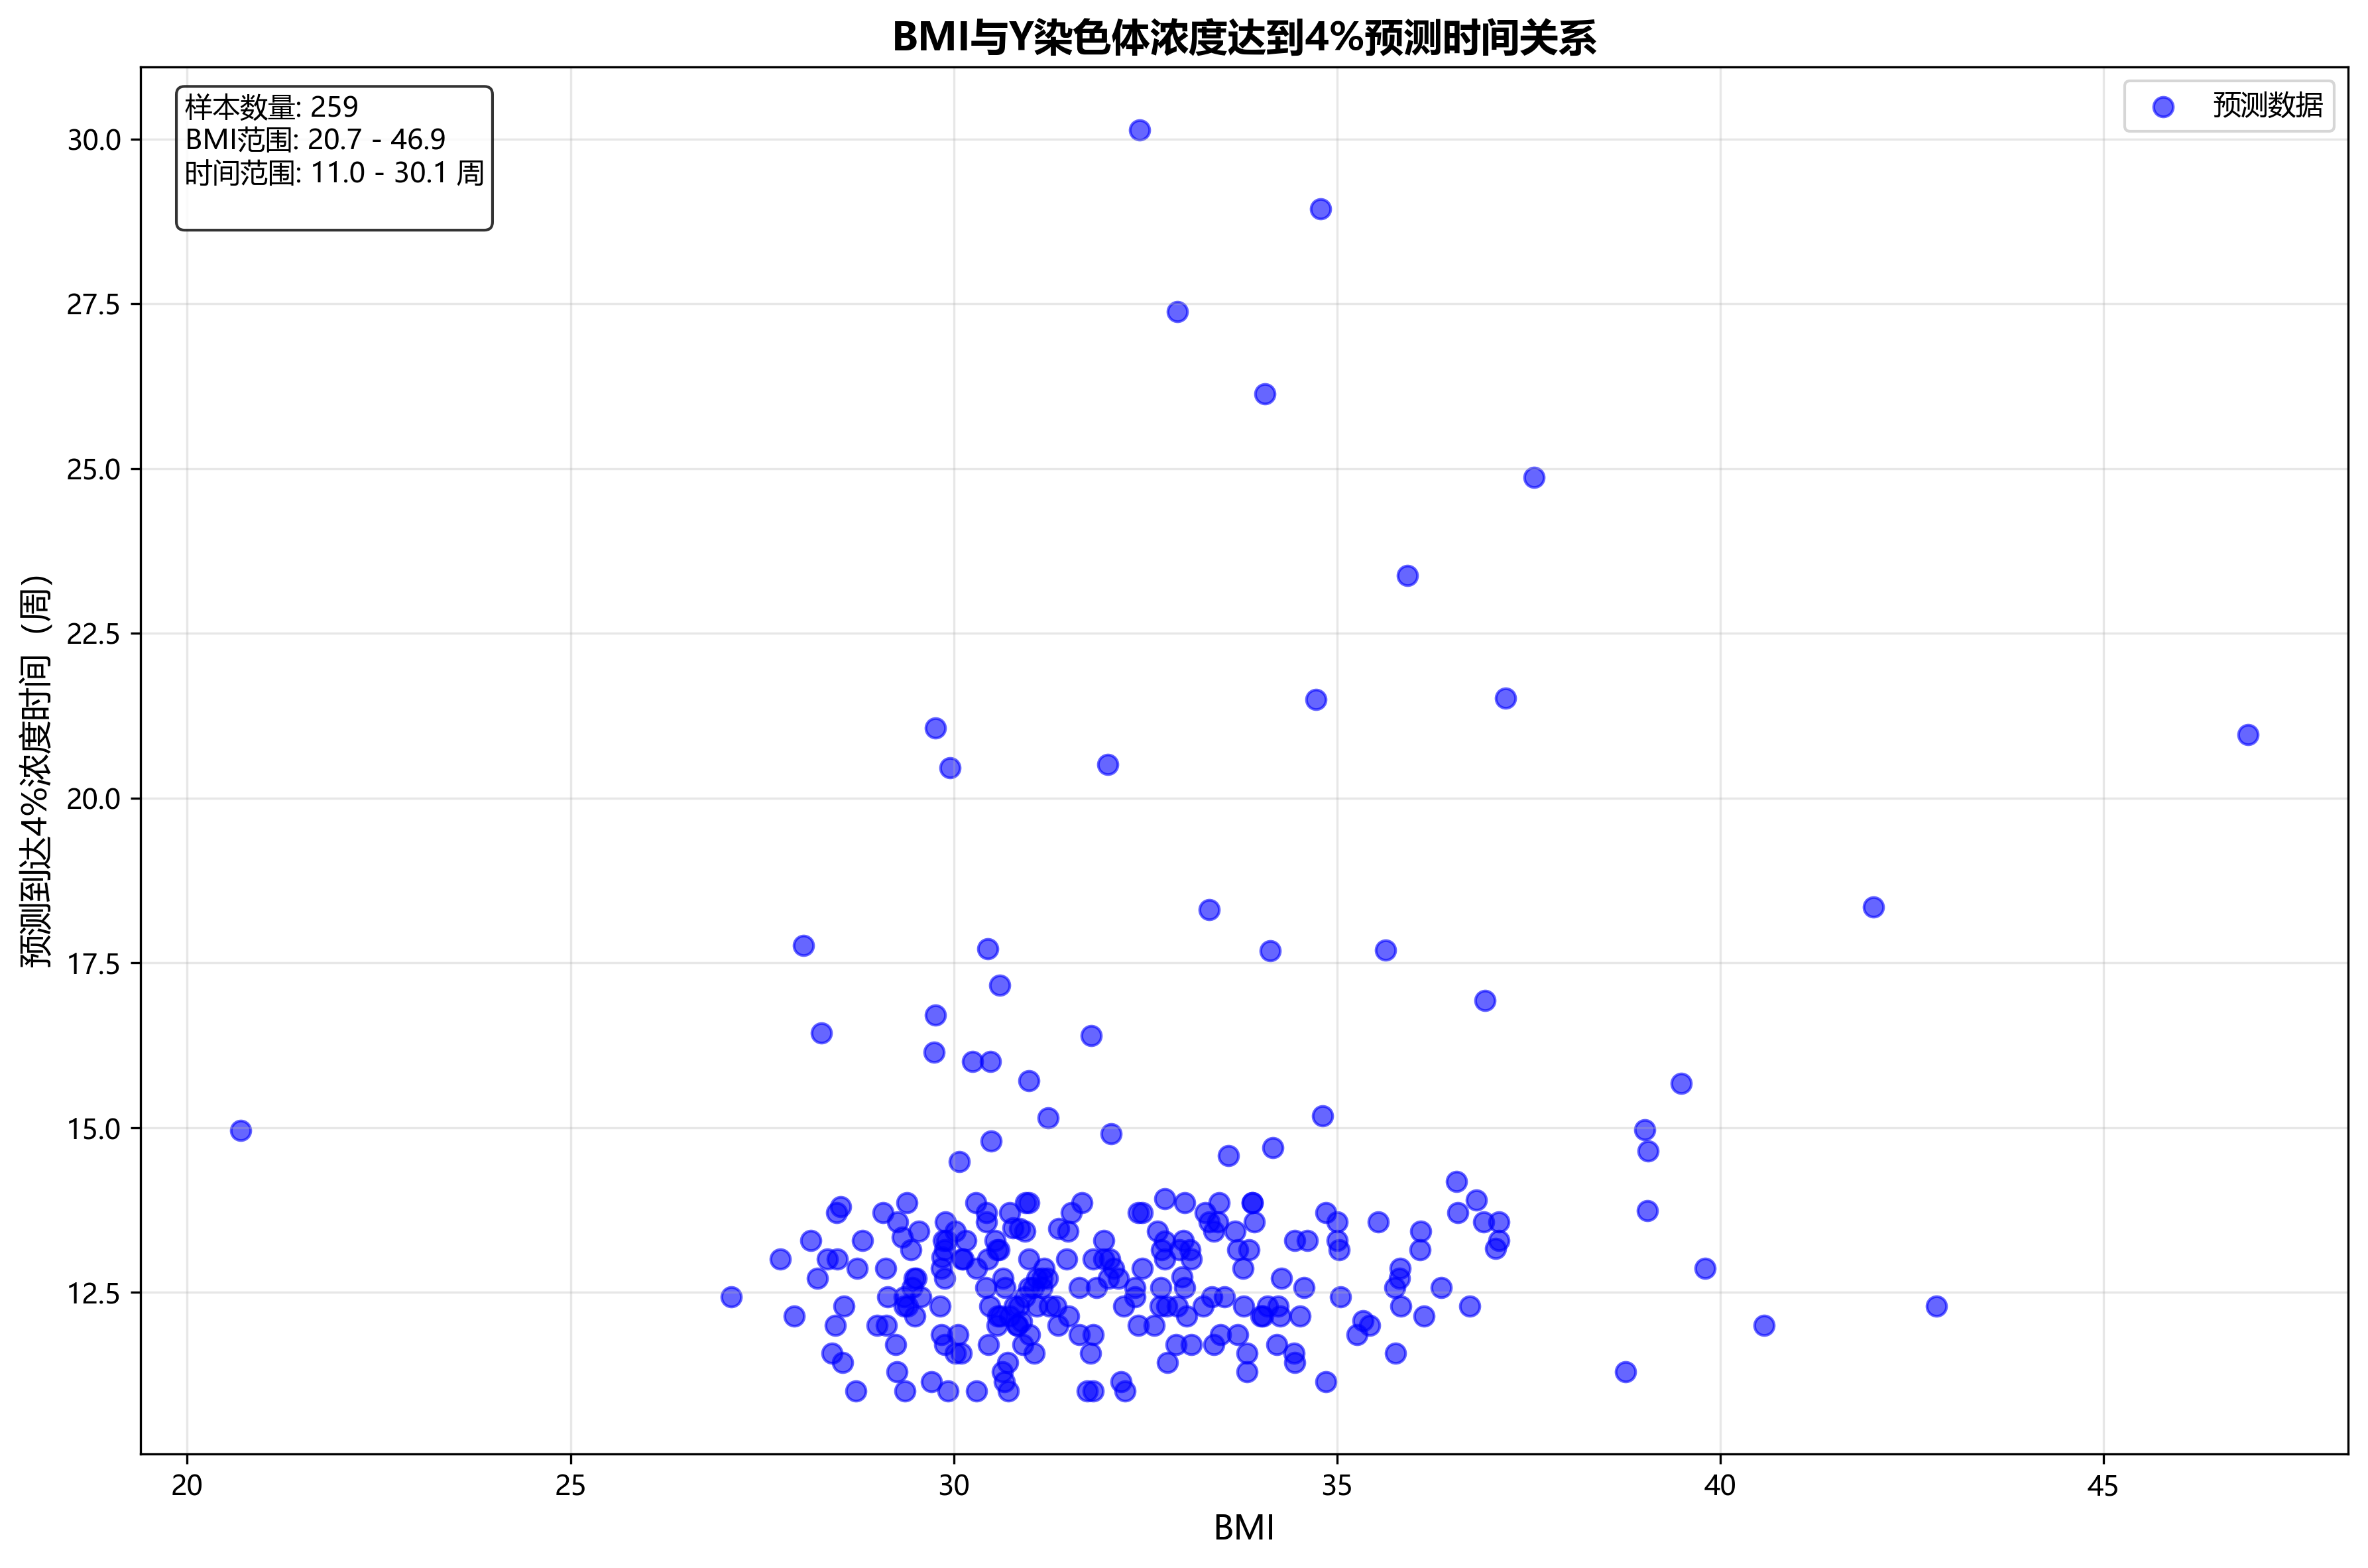 BMI与Y染色体浓度达到4%预测时间关系
样本数量: 259
BMI范围: 20.7 - 46.9
时间范围: 11.0 - 30.1 周
预测数据
预测到达4%浓度时间（周）
30.0
27.5
25.0
22.5
20.0
17.5
15.0
12.5
20 25 30 35 40 45
BMI